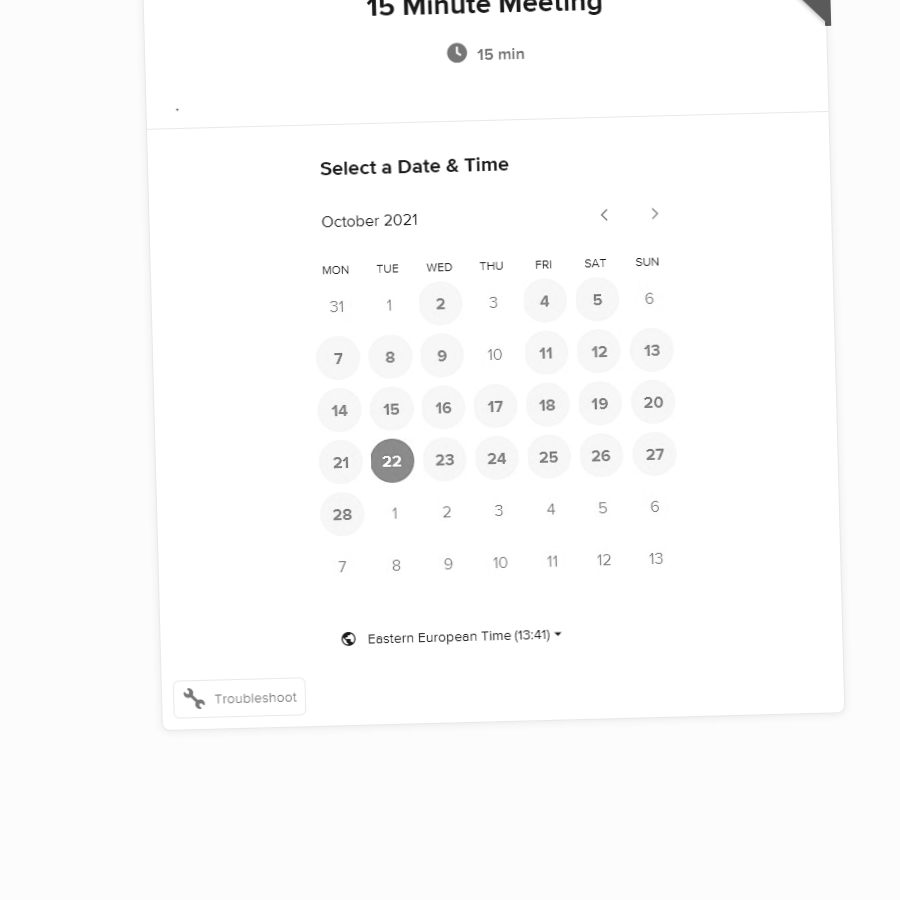 15 Minute Meeting
15 min
.
Select a Date & Time
October 2021
MON TUE WED THU FRI SAT SUN
31 1 2 3 4 5 6
7 8 9 10 11 12 13
14 15 16 17 18 19 20
21 22 23 24 25 26 27
28 1 2 3 4 5 6
7 8 9 10 11 12 13
Eastern European Time (13:41)
Troubleshoot